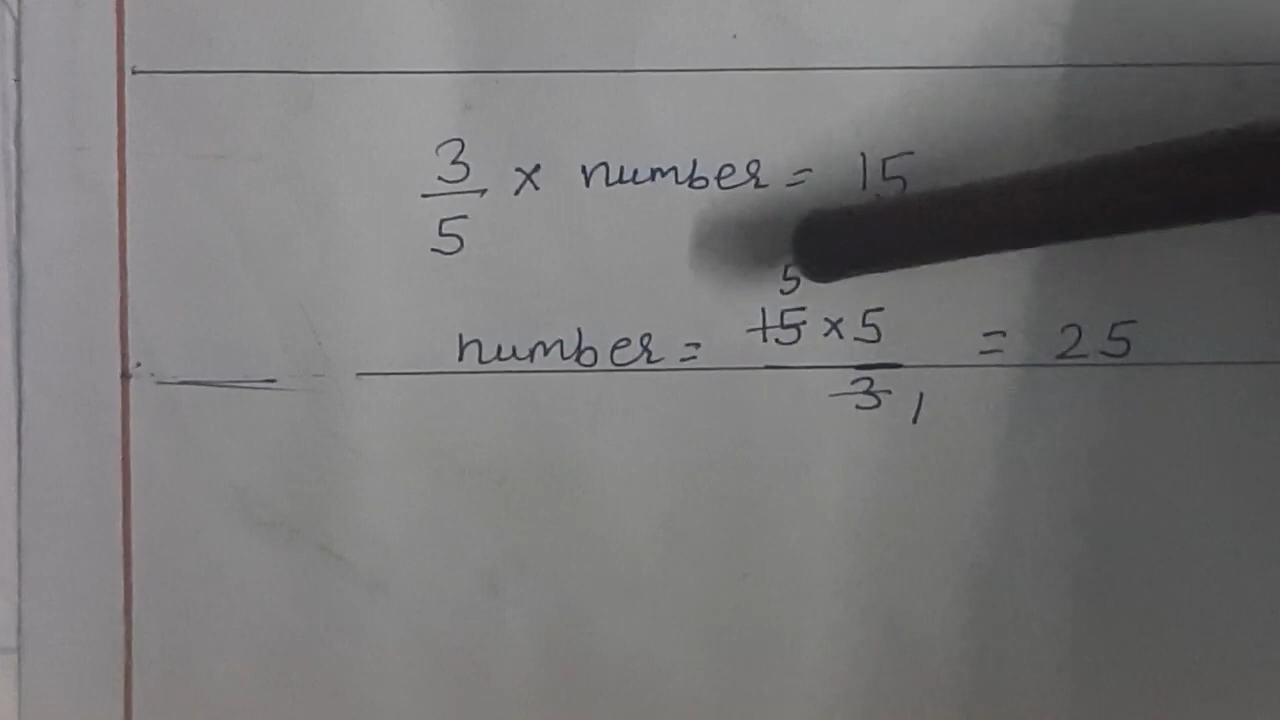 3/5 × number = 15
5
number = 15 × 5 / 3 1 = 25